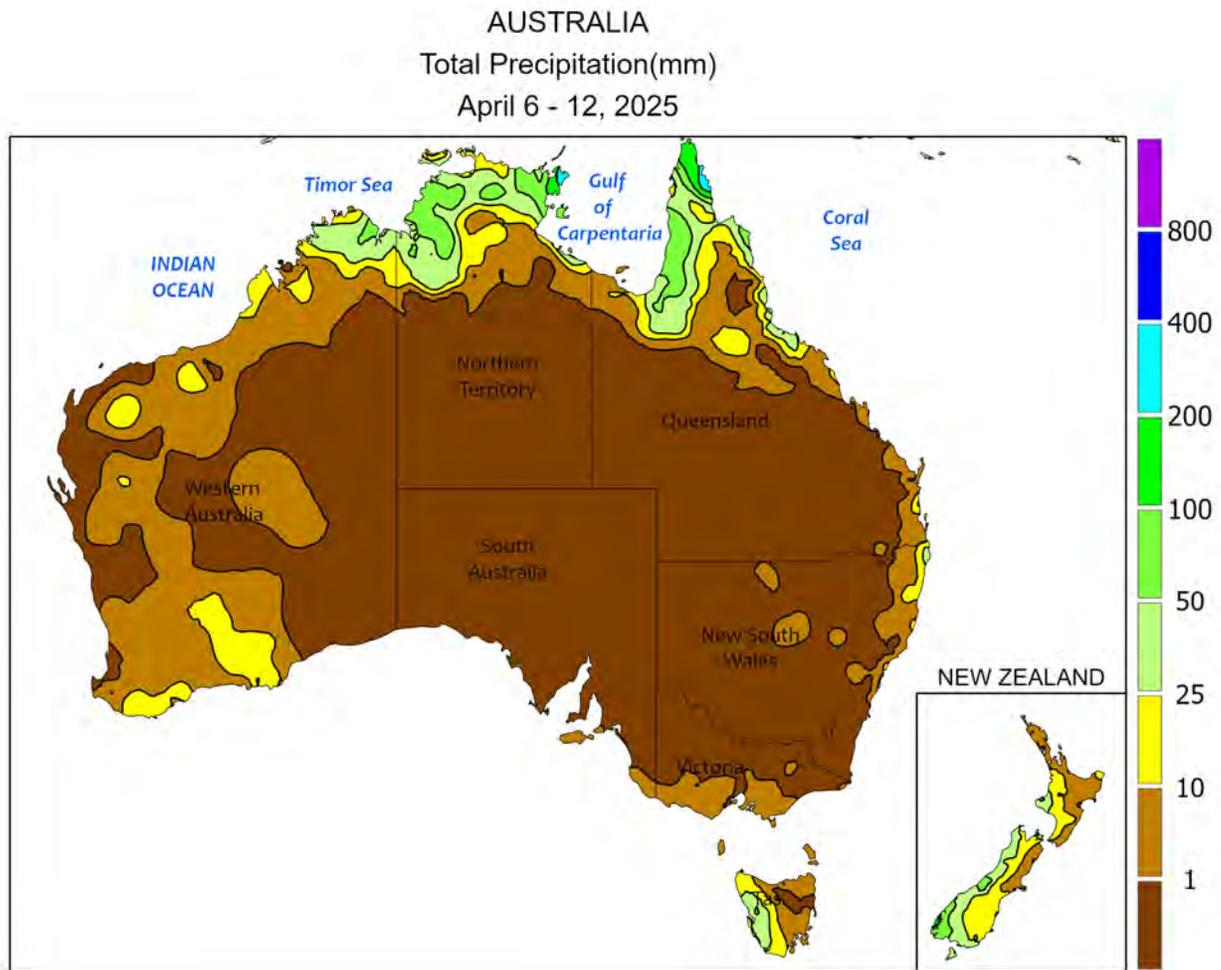 AUSTRALIA
Total Precipitation(mm)
April 6 - 12, 2025
Timor Sea
Gulf
of
Carpentaria
Coral
Sea
INDIAN
OCEAN
Northern
Territory
Queensland
Western
Australia
South
Australia
New South
Wales
Victoria
Tas.
NEW ZEALAND
800
400
200
100
50
25
10
1